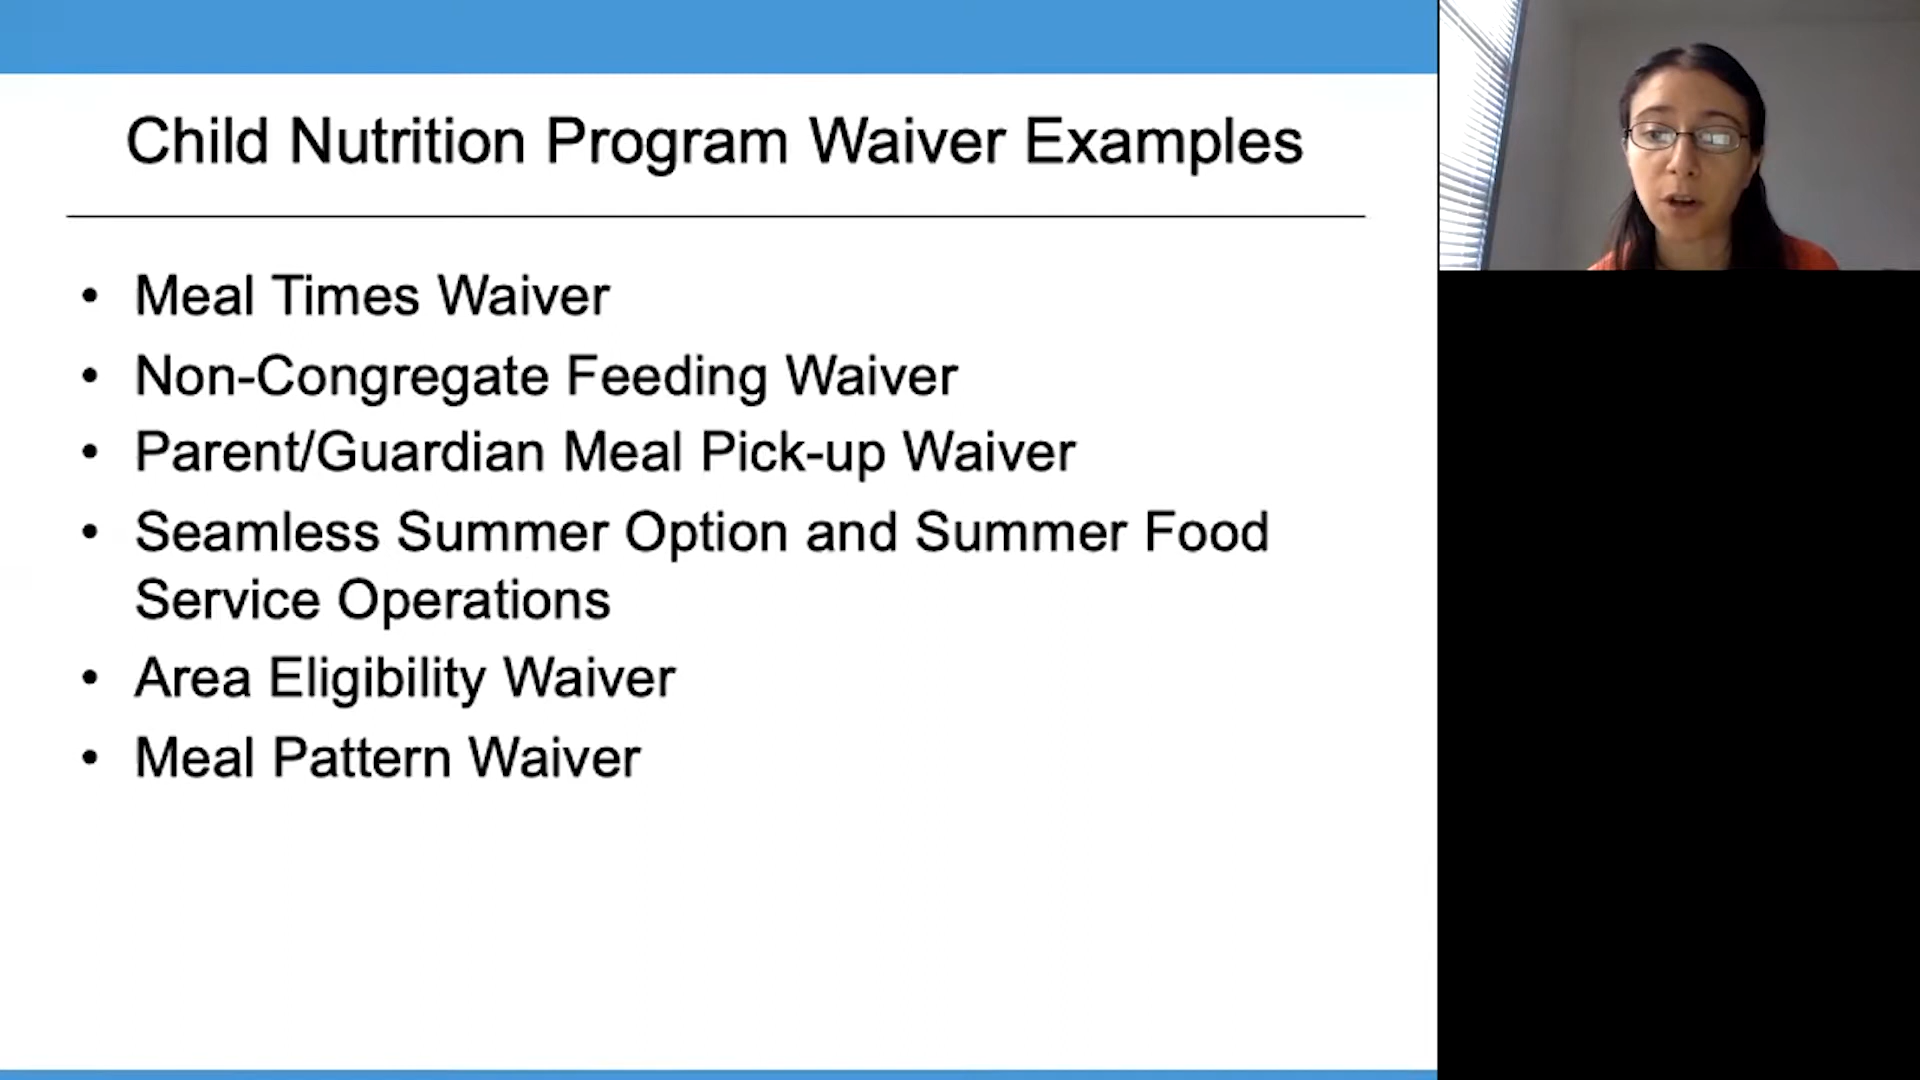 Child Nutrition Program Waiver Examples
• Meal Times Waiver
• Non-Congregate Feeding Waiver
• Parent/Guardian Meal Pick-up Waiver
• Seamless Summer Option and Summer Food
Service Operations
• Area Eligibility Waiver
• Meal Pattern Waiver